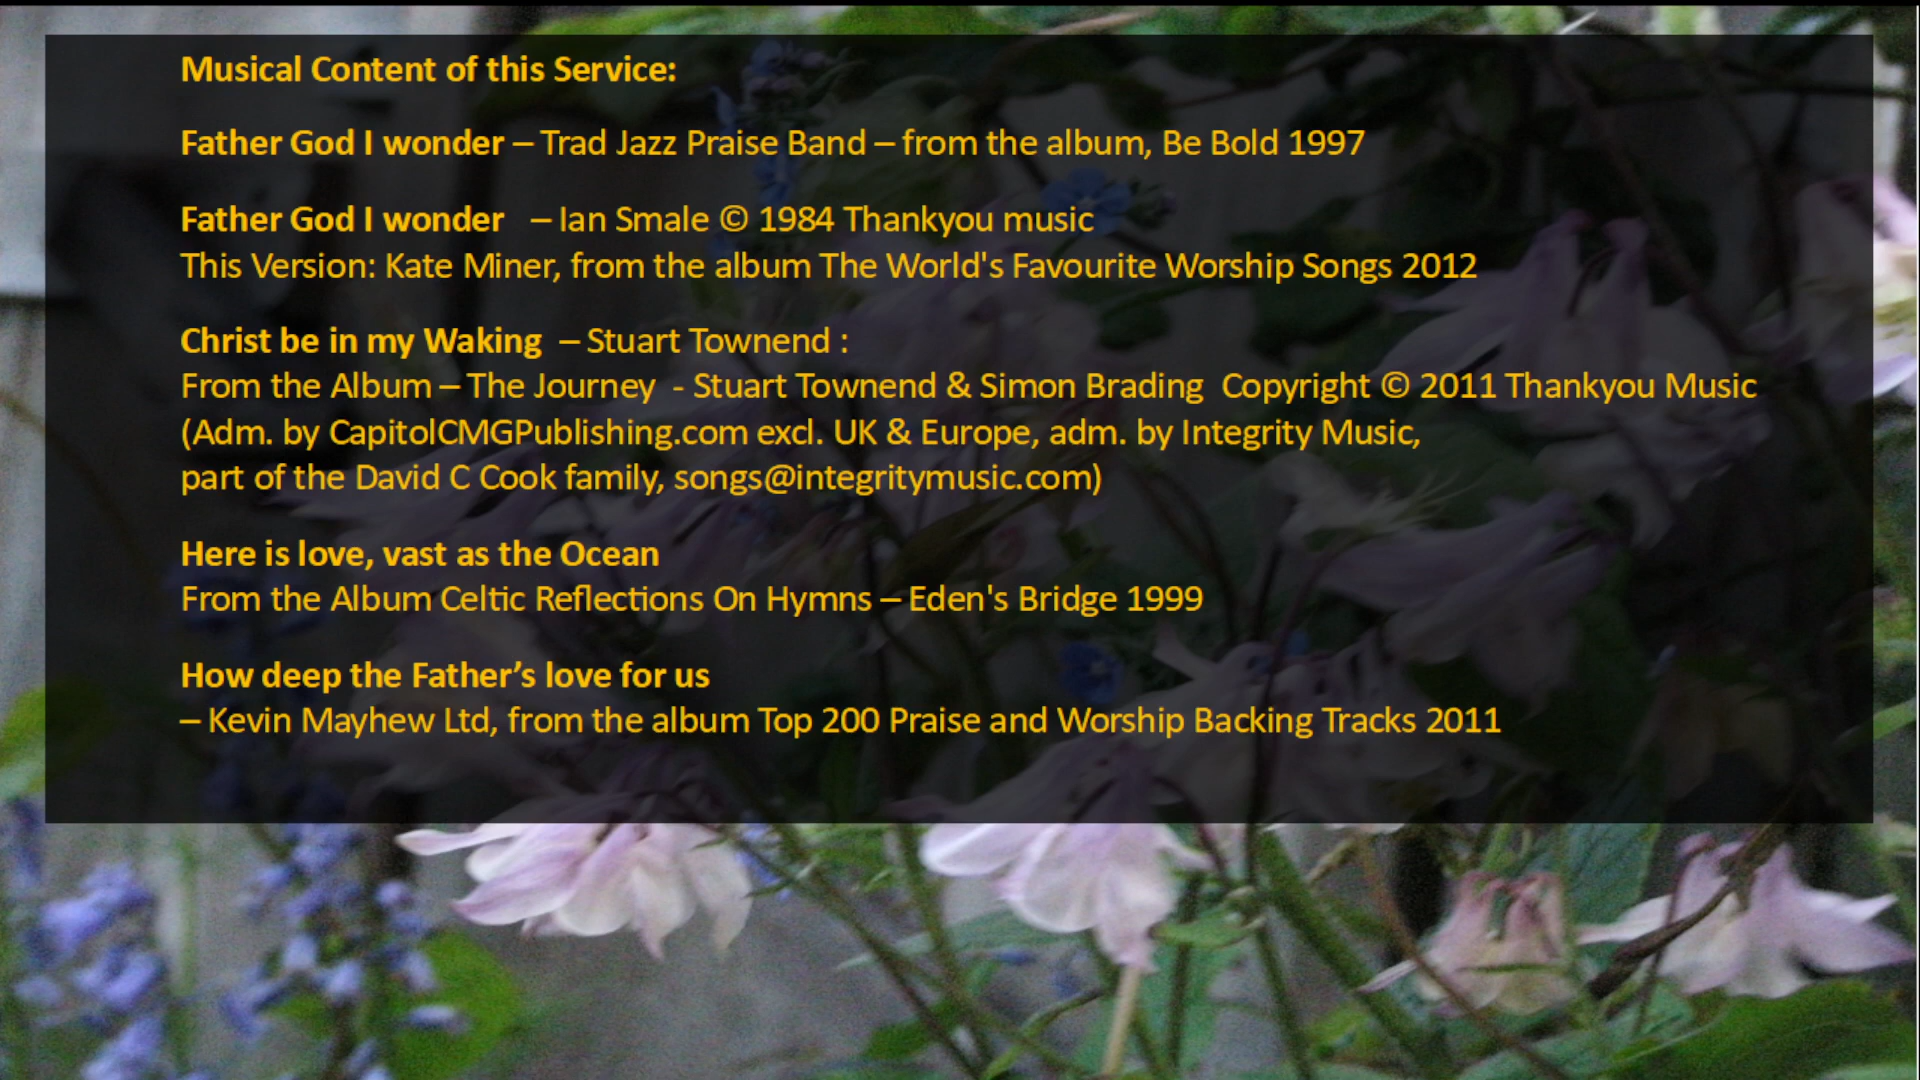 Musical Content of this Service:
Father God I wonder – Trad Jazz Praise Band – from the album, Be Bold 1997
Father God I wonder – Ian Smale © 1984 Thankyou music
This Version: Kate Miner, from the album The World's Favourite Worship Songs 2012
Christ be in my Waking – Stuart Townend :
From the Album – The Journey - Stuart Townend & Simon Brading Copyright © 2011 Thankyou Music
(Adm. by CapitolCMGPublishing.com excl. UK & Europe, adm. by Integrity Music,
part of the David C Cook family, songs@integritymusic.com)
Here is love, vast as the Ocean
From the Album Celtic Reflections On Hymns – Eden's Bridge 1999
How deep the Father’s love for us
– Kevin Mayhew Ltd, from the album Top 200 Praise and Worship Backing Tracks 2011